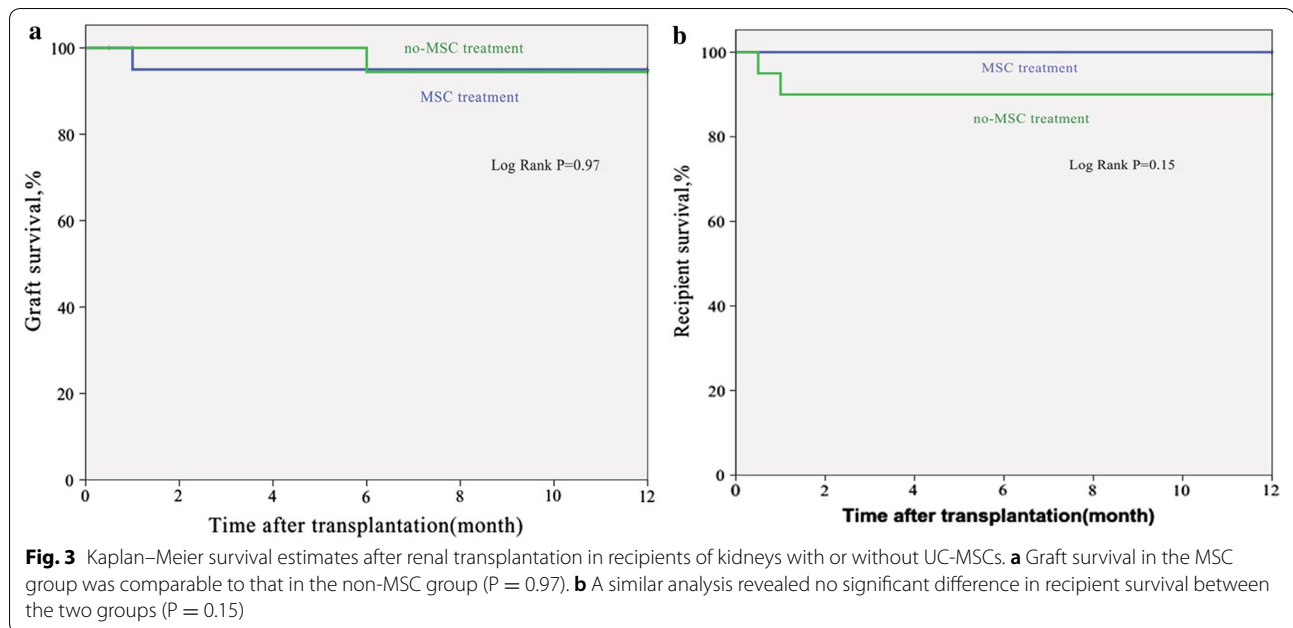 a
100
80
60
40
20
0
Graft survival,%
no-MSC treatment
MSC treatment
Log Rank P=0.97
0 2 4 6 8 10 12
Time after transplantation(month)
b
100
80
60
40
20
0
Recipient survival,%
MSC treatment
no-MSC treatment
Log Rank P=0.15
0 2 4 6 8 10 12
Time after transplantation(month)
Fig. 3 Kaplan–Meier survival estimates after renal transplantation in recipients of kidneys with or without UC-MSCs. a Graft survival in the MSC
group was comparable to that in the non-MSC group (P = 0.97). b A similar analysis revealed no significant difference in recipient survival between
the two groups (P = 0.15)